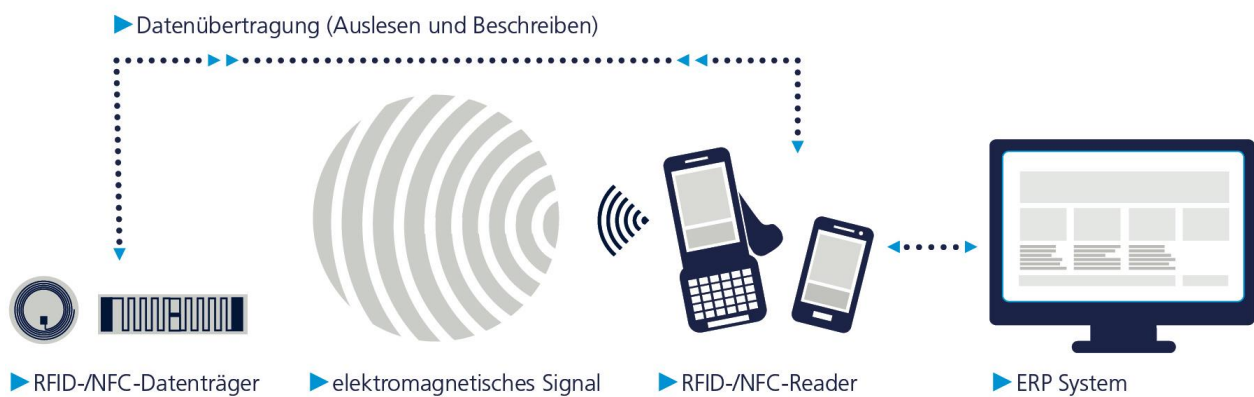 Datenübertragung (Auslesen und Beschreiben)
RFID-/NFC-Datenträger
elektromagnetisches Signal
RFID-/NFC-Reader
ERP System